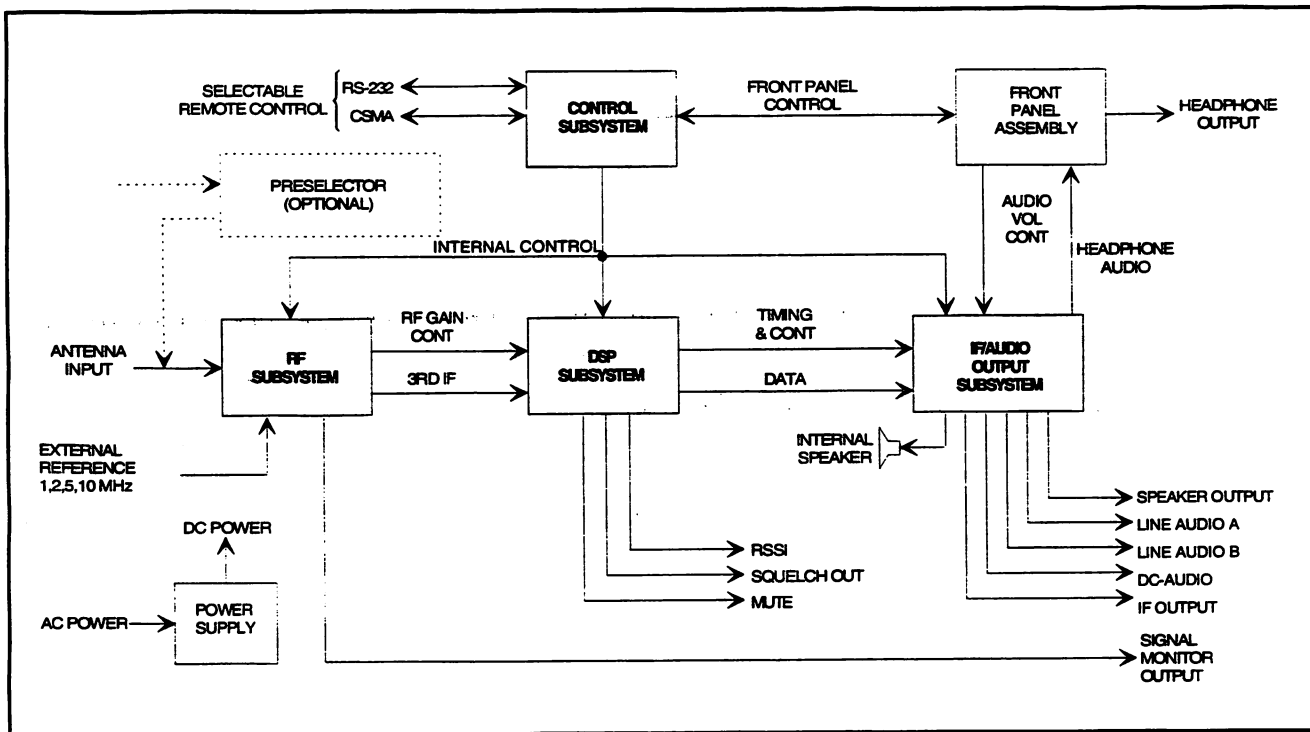 SELECTABLE
REMOTE CONTROL
RS-232
CSMA
CONTROL
SUBSYSTEM
FRONT PANEL
CONTROL
FRONT
PANEL
ASSEMBLY
HEADPHONE
OUTPUT
PRESELECTOR
(OPTIONAL)
AUDIO
VOL
CONT
HEADPHONE
AUDIO
INTERNAL CONTROL
ANTENNA
INPUT
RF
SUBSYSTEM
RF GAIN
CONT
3RD IF
DSP
SUBSYSTEM
TIMING
& CONT
DATA
IF/AUDIO
OUTPUT
SUBSYSTEM
EXTERNAL
REFERENCE
1,2,5,10 MHz
INTERNAL
SPEAKER
SPEAKER OUTPUT
LINE AUDIO A
LINE AUDIO B
DC-AUDIO
IF OUTPUT
RSSI
SQUELCH OUT
MUTE
DC POWER
AC POWER
POWER
SUPPLY
SIGNAL
MONITOR
OUTPUT